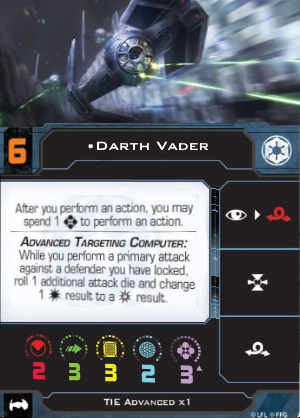 6
•Darth Vader
After you perform an action, you may
spend 1 to perform an action.
Advanced Targeting Computer:
While you perform a primary attack
against a defender you have locked,
roll 1 additional attack die and change
1 result to a result.
2 3 3 2 3
TIE Advanced x1
©LFL ©FFG